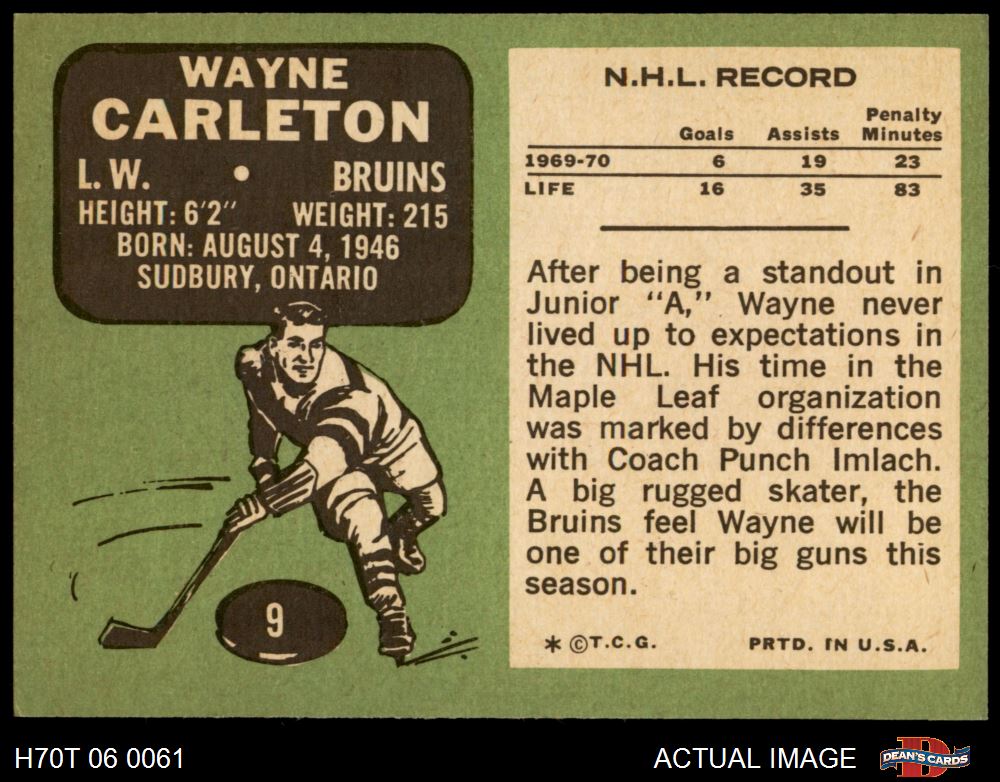 WAYNE
CARLETON
L. W. • BRUINS
HEIGHT: 6'2" WEIGHT: 215
BORN: AUGUST 4, 1946
SUDBURY, ONTARIO
9
N.H.L. RECORD
Goals Assists Penalty Minutes
1969-70 6 19 23
LIFE 16 35 83
After being a standout in
Junior "A," Wayne never
lived up to expectations in
the NHL. His time in the
Maple Leaf organization
was marked by differences
with Coach Punch Imlach.
A big rugged skater, the
Bruins feel Wayne will be
one of their big guns this
season.
* ©T.C.G. PRTD. IN U.S.A.
H70T 06 0061
ACTUAL IMAGE
D
DEAN'S CARDS